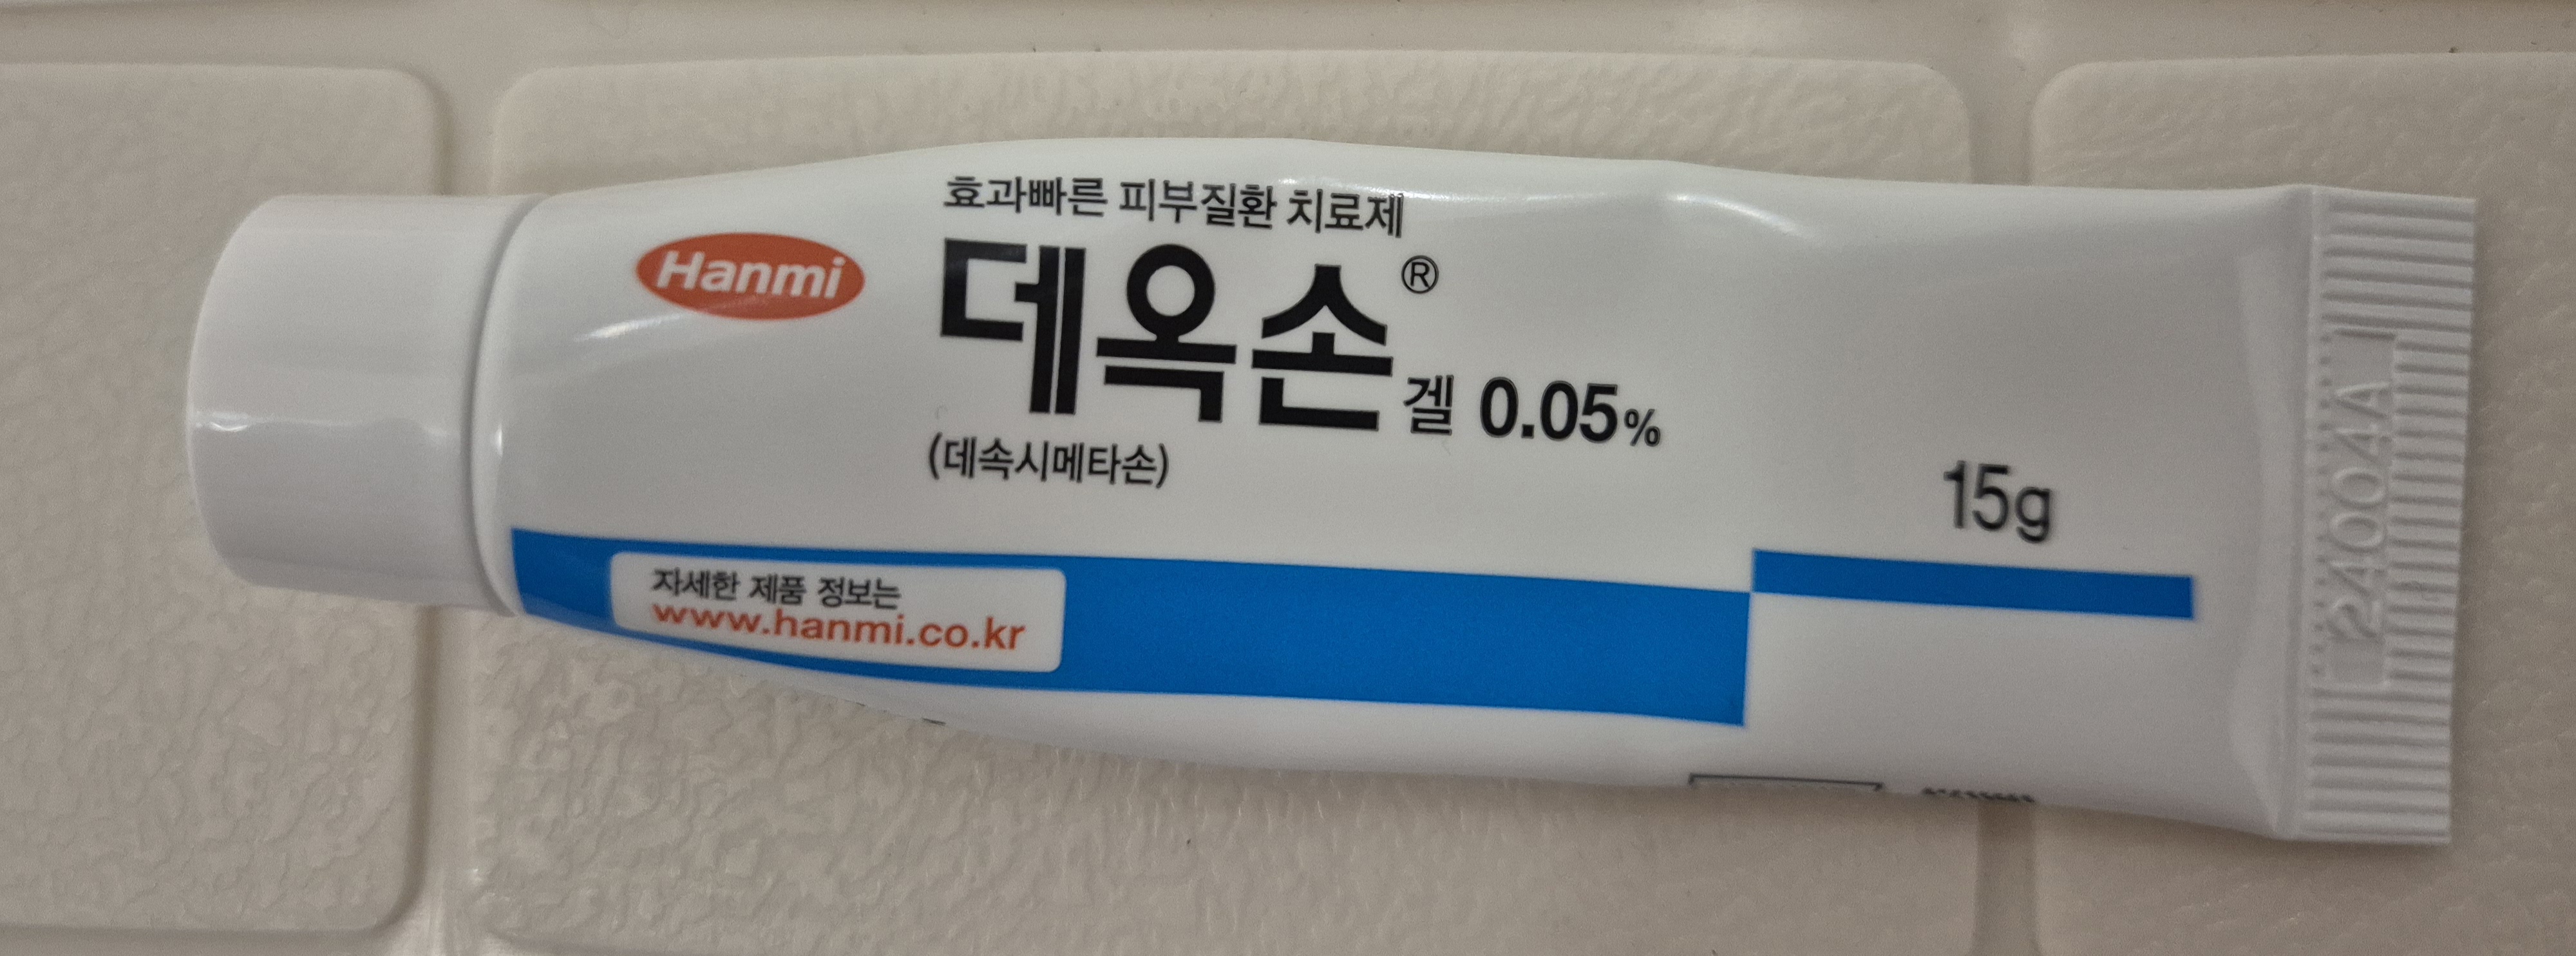 효과빠른 피부질환 치료제
Hanmi
데옥손® 겔 0.05%
(데속시메타손)
15g
자세한 제품 정보는
www.hanmi.co.kr
24004A